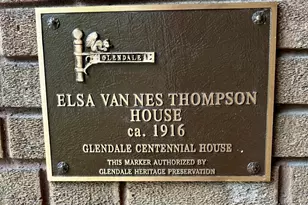 GLENDALE
ELSA VAN NES THOMPSON
HOUSE
ca. 1916
GLENDALE CENTENNIAL HOUSE
THIS MARKER AUTHORIZED BY
GLENDALE HERITAGE PRESERVATION